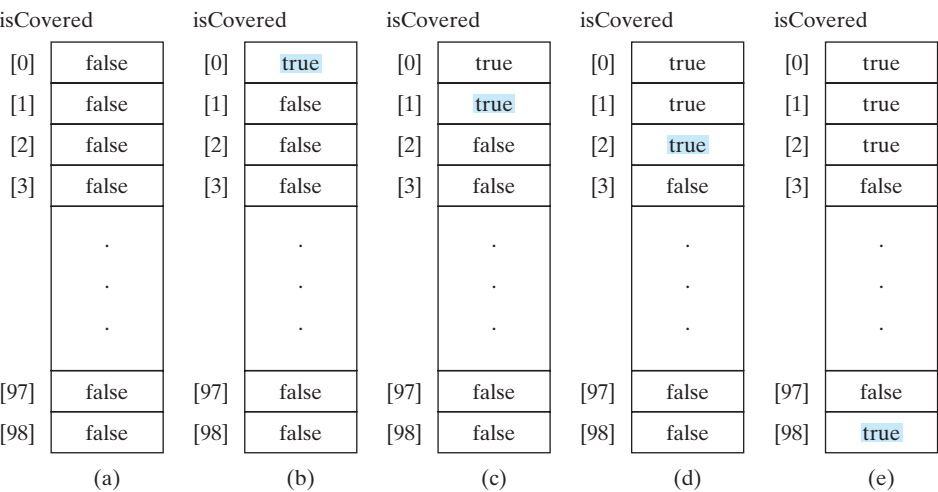 isCovered isCovered isCovered isCovered isCovered
[0] false [0] true [0] true [0] true [0] true
[1] false [1] false [1] true [1] true [1] true
[2] false [2] false [2] false [2] true [2] true
[3] false [3] false [3] false [3] false [3] false
. . . . .
. . . . .
. . . . .
[97] false [97] false [97] false [97] false [97] false
[98] false [98] false [98] false [98] false [98] true
(a) (b) (c) (d) (e)